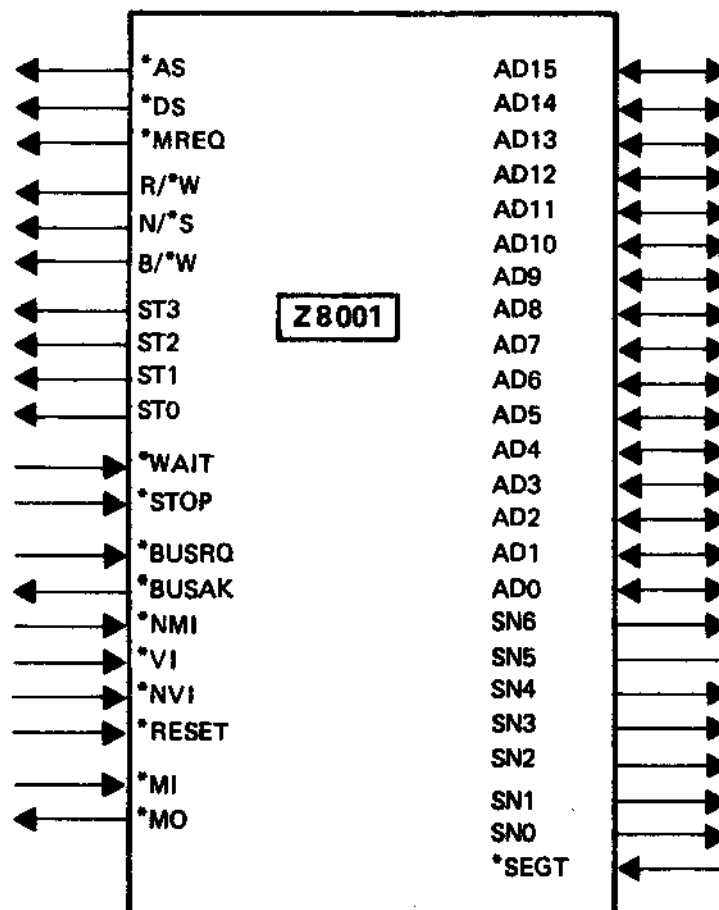 *AS
*DS
*MREQ
R/*W
N/*S
B/*W
ST3
ST2
ST1
ST0
*WAIT
*STOP
*BUSRQ
*BUSAK
*NMI
*VI
*NVI
*RESET
*MI
*MO
Z8001
AD15
AD14
AD13
AD12
AD11
AD10
AD9
AD8
AD7
AD6
AD5
AD4
AD3
AD2
AD1
AD0
SN6
SN5
SN4
SN3
SN2
SN1
SN0
*SEGT